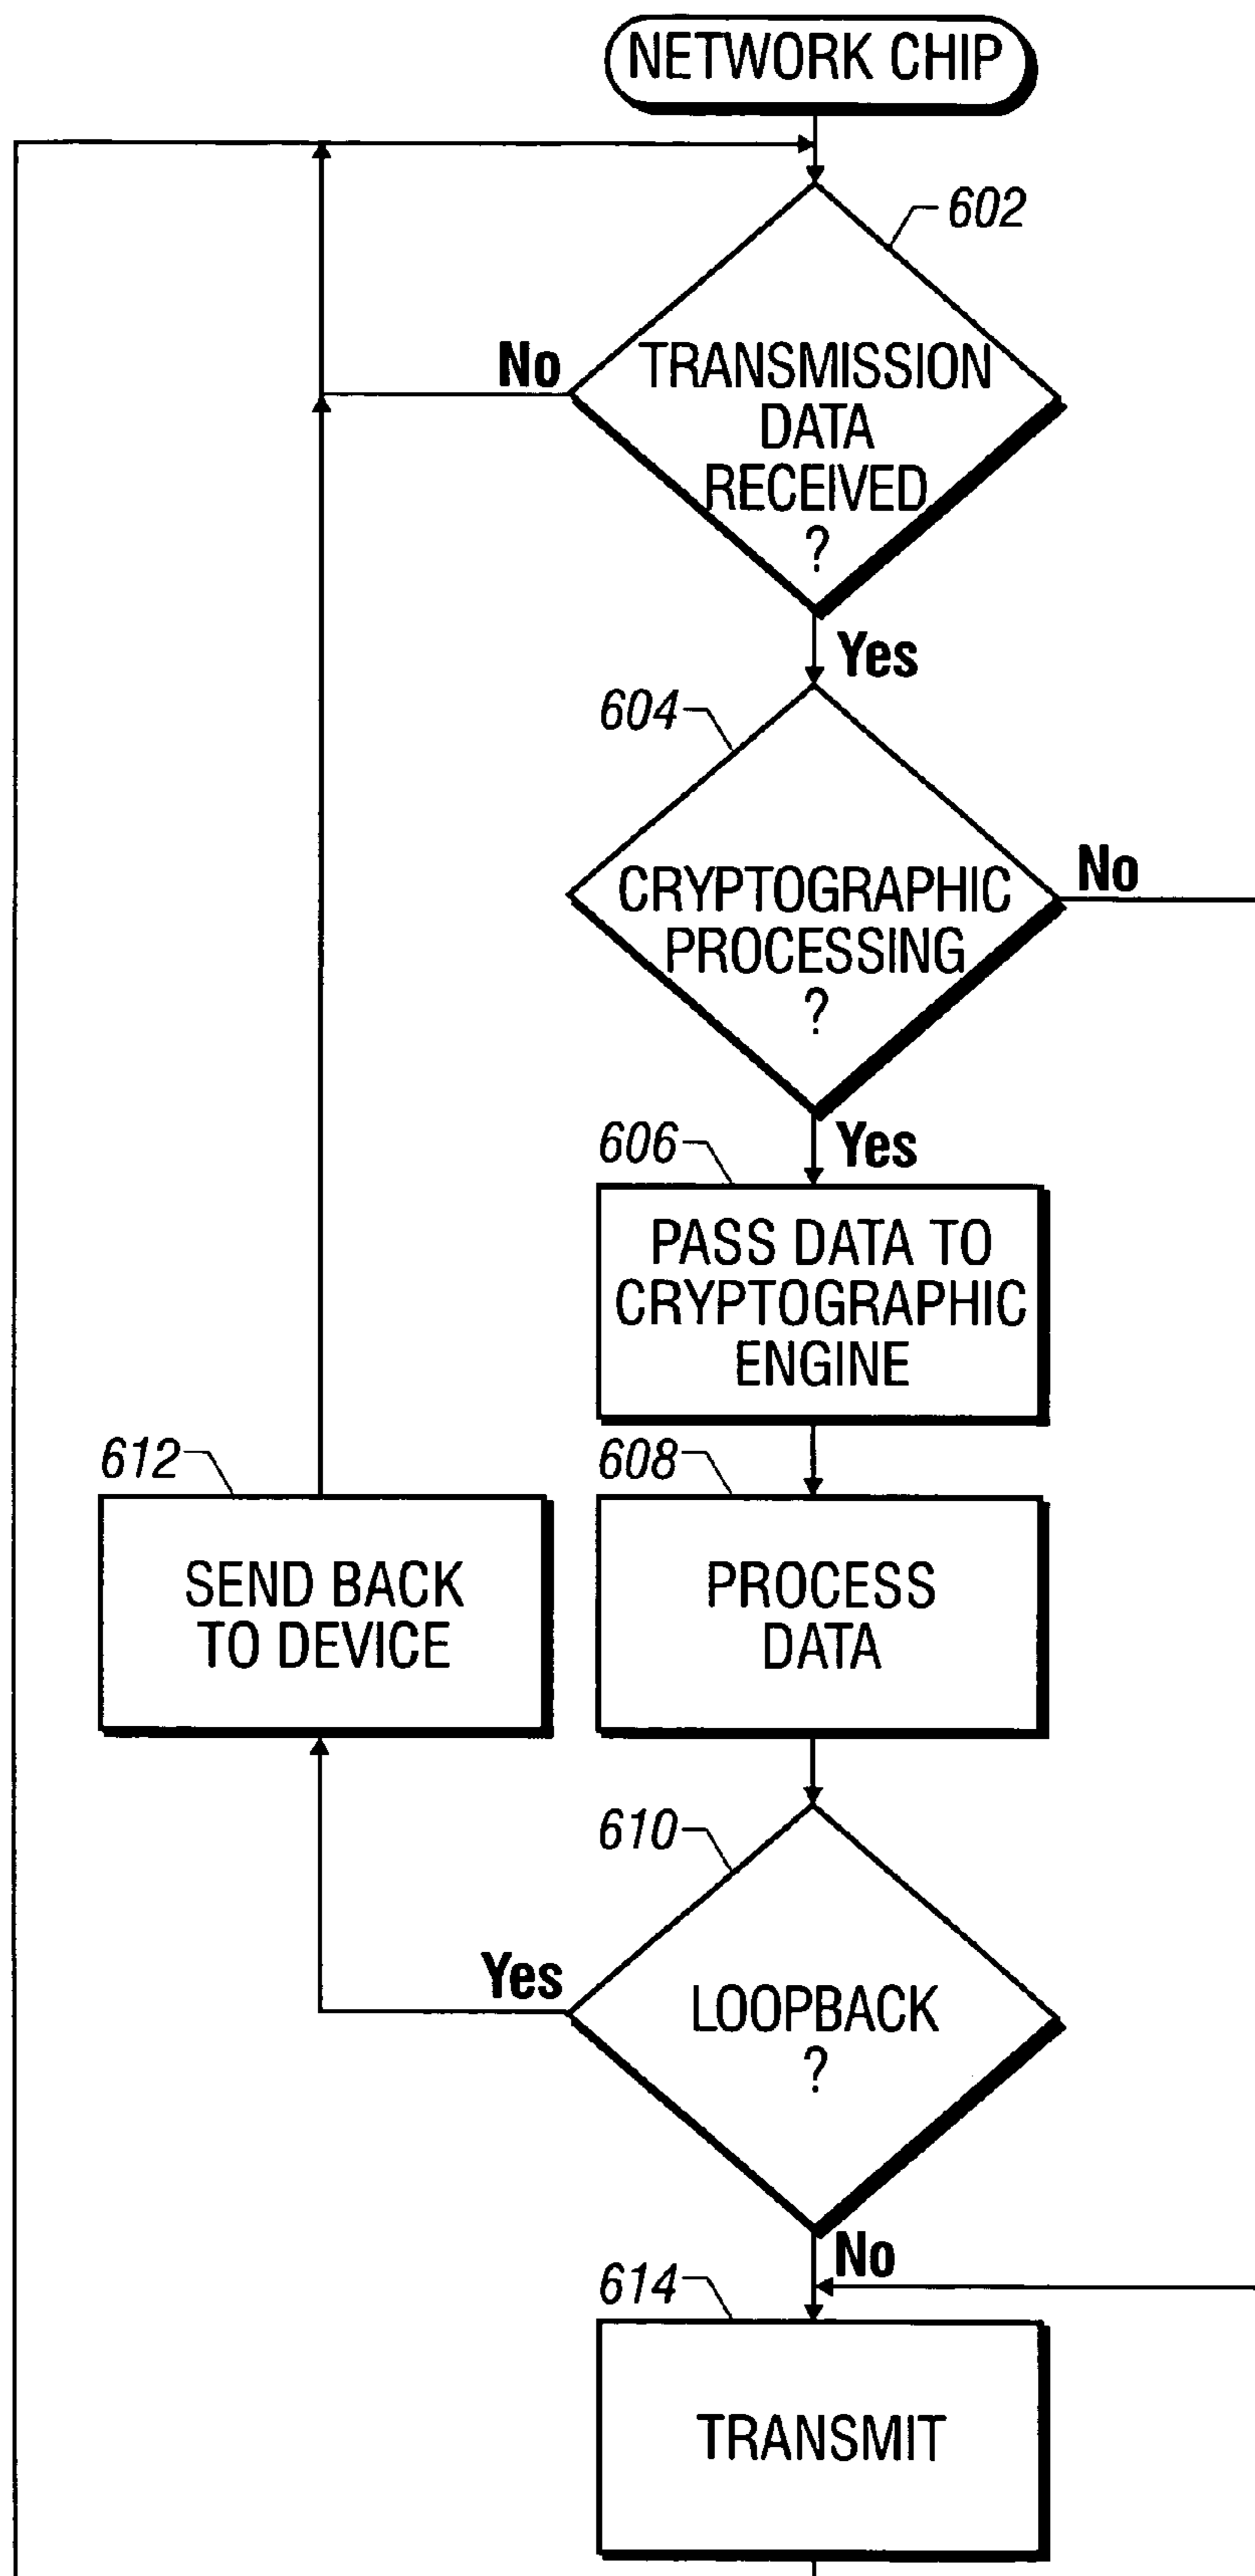 NETWORK CHIP
602
No
TRANSMISSION
DATA
RECEIVED
?
Yes
604
CRYPTOGRAPHIC
PROCESSING
?
No
Yes
606
PASS DATA TO
CRYPTOGRAPHIC
ENGINE
612
608
SEND BACK
TO DEVICE
PROCESS
DATA
610
Yes
LOOPBACK
?
No
614
TRANSMIT